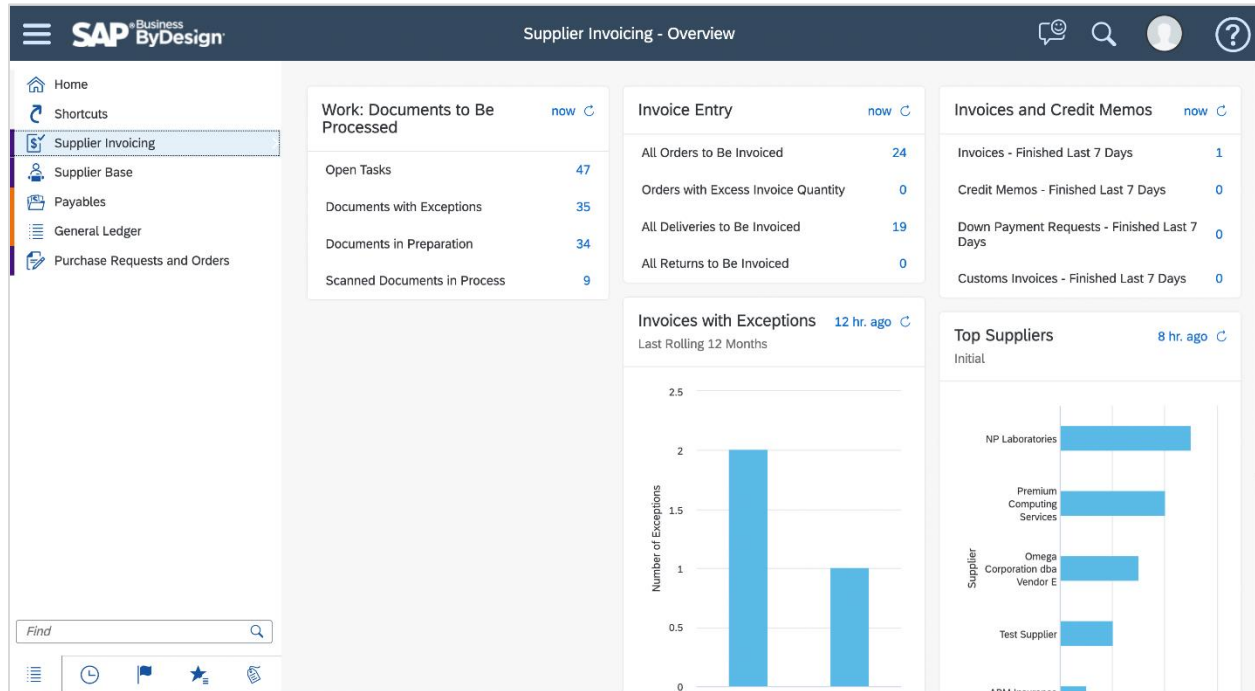 SAP Business ByDesign
Supplier Invoicing - Overview
Home
Shortcuts
Supplier Invoicing
Supplier Base
Payables
General Ledger
Purchase Requests and Orders
Find
Work: Documents to Be
Processed
now
Open Tasks 47
Documents with Exceptions 35
Documents in Preparation 34
Scanned Documents in Process 9
Invoice Entry now
All Orders to Be Invoiced 24
Orders with Excess Invoice Quantity 0
All Deliveries to Be Invoiced 19
All Returns to Be Invoiced 0
Invoices with Exceptions 12 hr. ago
Last Rolling 12 Months
Number of Exceptions
2.5
2
1.5
1
0.5
0
Invoices and Credit Memos now
Invoices - Finished Last 7 Days 1
Credit Memos - Finished Last 7 Days 0
Down Payment Requests - Finished Last 7
Days 0
Customs Invoices - Finished Last 7 Days 0
Top Suppliers 8 hr. ago
Initial
Supplier
NP Laboratories
Premium
Computing
Services
Omega
Corporation dba
Vendor E
Test Supplier